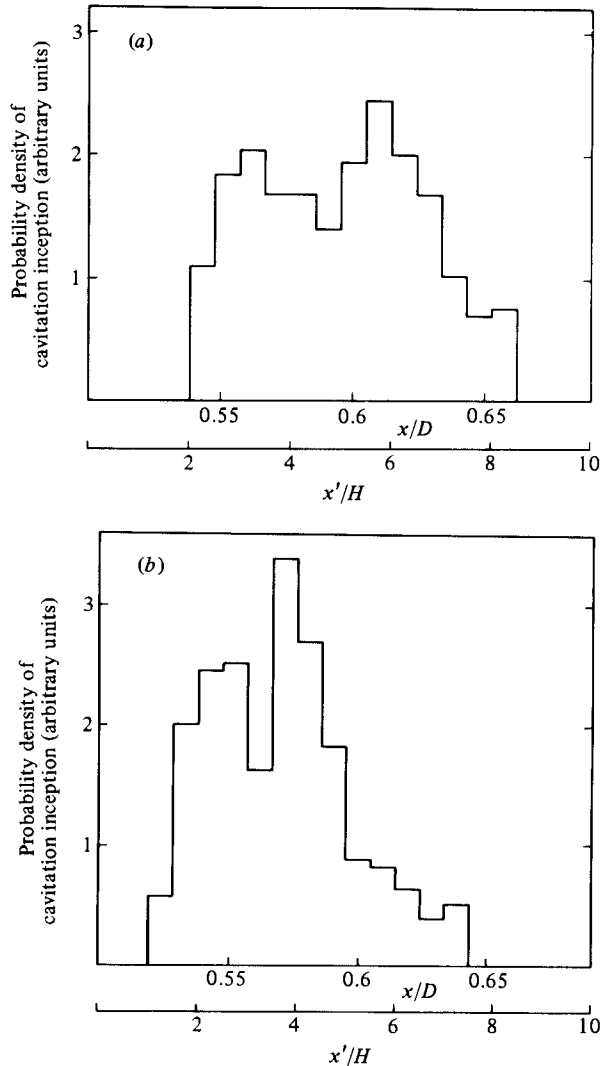 (a)
Probability density of
cavitation inception (arbitrary units)
3
2
1
0.55 0.6 0.65
x/D
2 4 6 8 10
x'/H
(b)
Probability density of
cavitation inception (arbitrary units)
3
2
1
0.55 0.6 0.65
x/D
2 4 6 8 10
x'/H